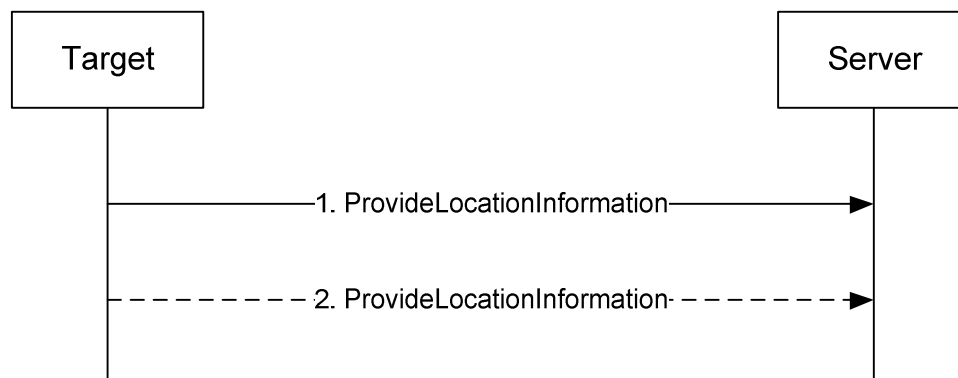 Target
Server
1. ProvideLocationInformation
2. ProvideLocationInformation